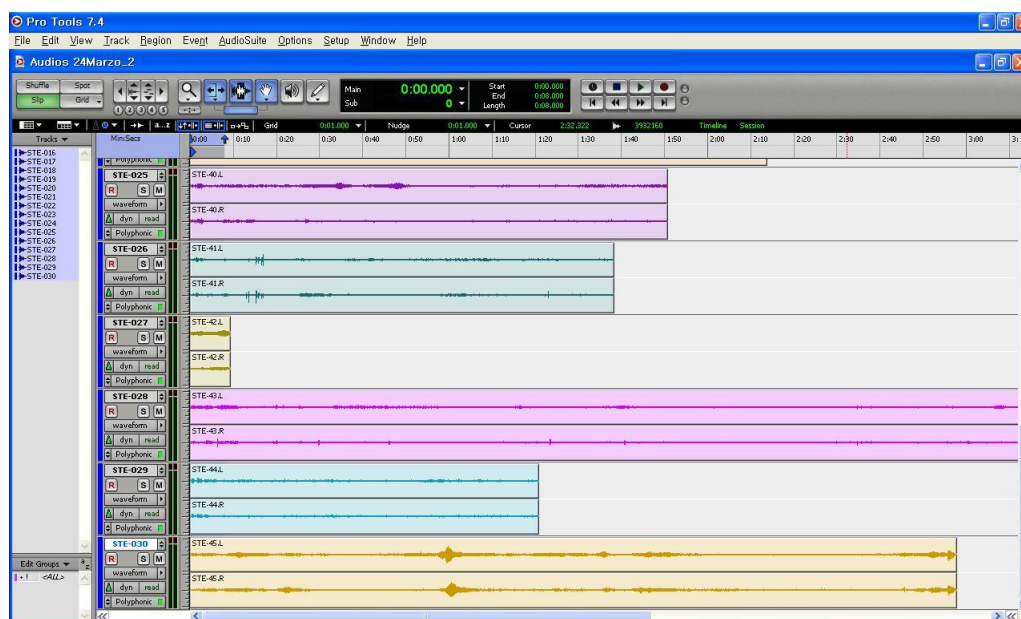 Pro Tools 7.4
File Edit View Track Region Event AudioSuite Options Setup Window Help
Audios 24Marzo_2
Shuffle Spot
Slip Grid
Main 0:00.000
Sub 0
Start 0:00.000
End 0:08.000
Length 0:08.000
1 2 3 4 5
a...z
Grid 0:01.000 Nudge 0:01.000 Cursor 2:32.322 3932160 Timeline Session
Tracks
Min:Secs 0:00 0:10 0:20 0:30 0:40 0:50 1:00 1:10 1:20 1:30 1:40 1:50 2:00 2:10 2:20 2:30 2:40 2:50 3:00
STE-016
STE-017
STE-018
STE-019
STE-020
STE-021
STE-022
STE-023
STE-024
STE-025
STE-026
STE-027
STE-028
STE-029
STE-030
Polyphonic
STE-025
R S M
waveform
dyn read
Polyphonic
STE-40.L
STE-40.R
STE-026
R S M
waveform
dyn read
Polyphonic
STE-41.L
STE-41.R
STE-027
R S M
waveform
dyn read
Polyphonic
STE-42.L
STE-42.R
STE-028
R S M
waveform
dyn read
Polyphonic
STE-43.L
STE-43.R
STE-029
R S M
waveform
dyn read
Polyphonic
STE-44.L
STE-44.R
STE-030
R S M
waveform
dyn read
Polyphonic
STE-45.L
STE-45.R
Edit Groups
a z
<ALL>